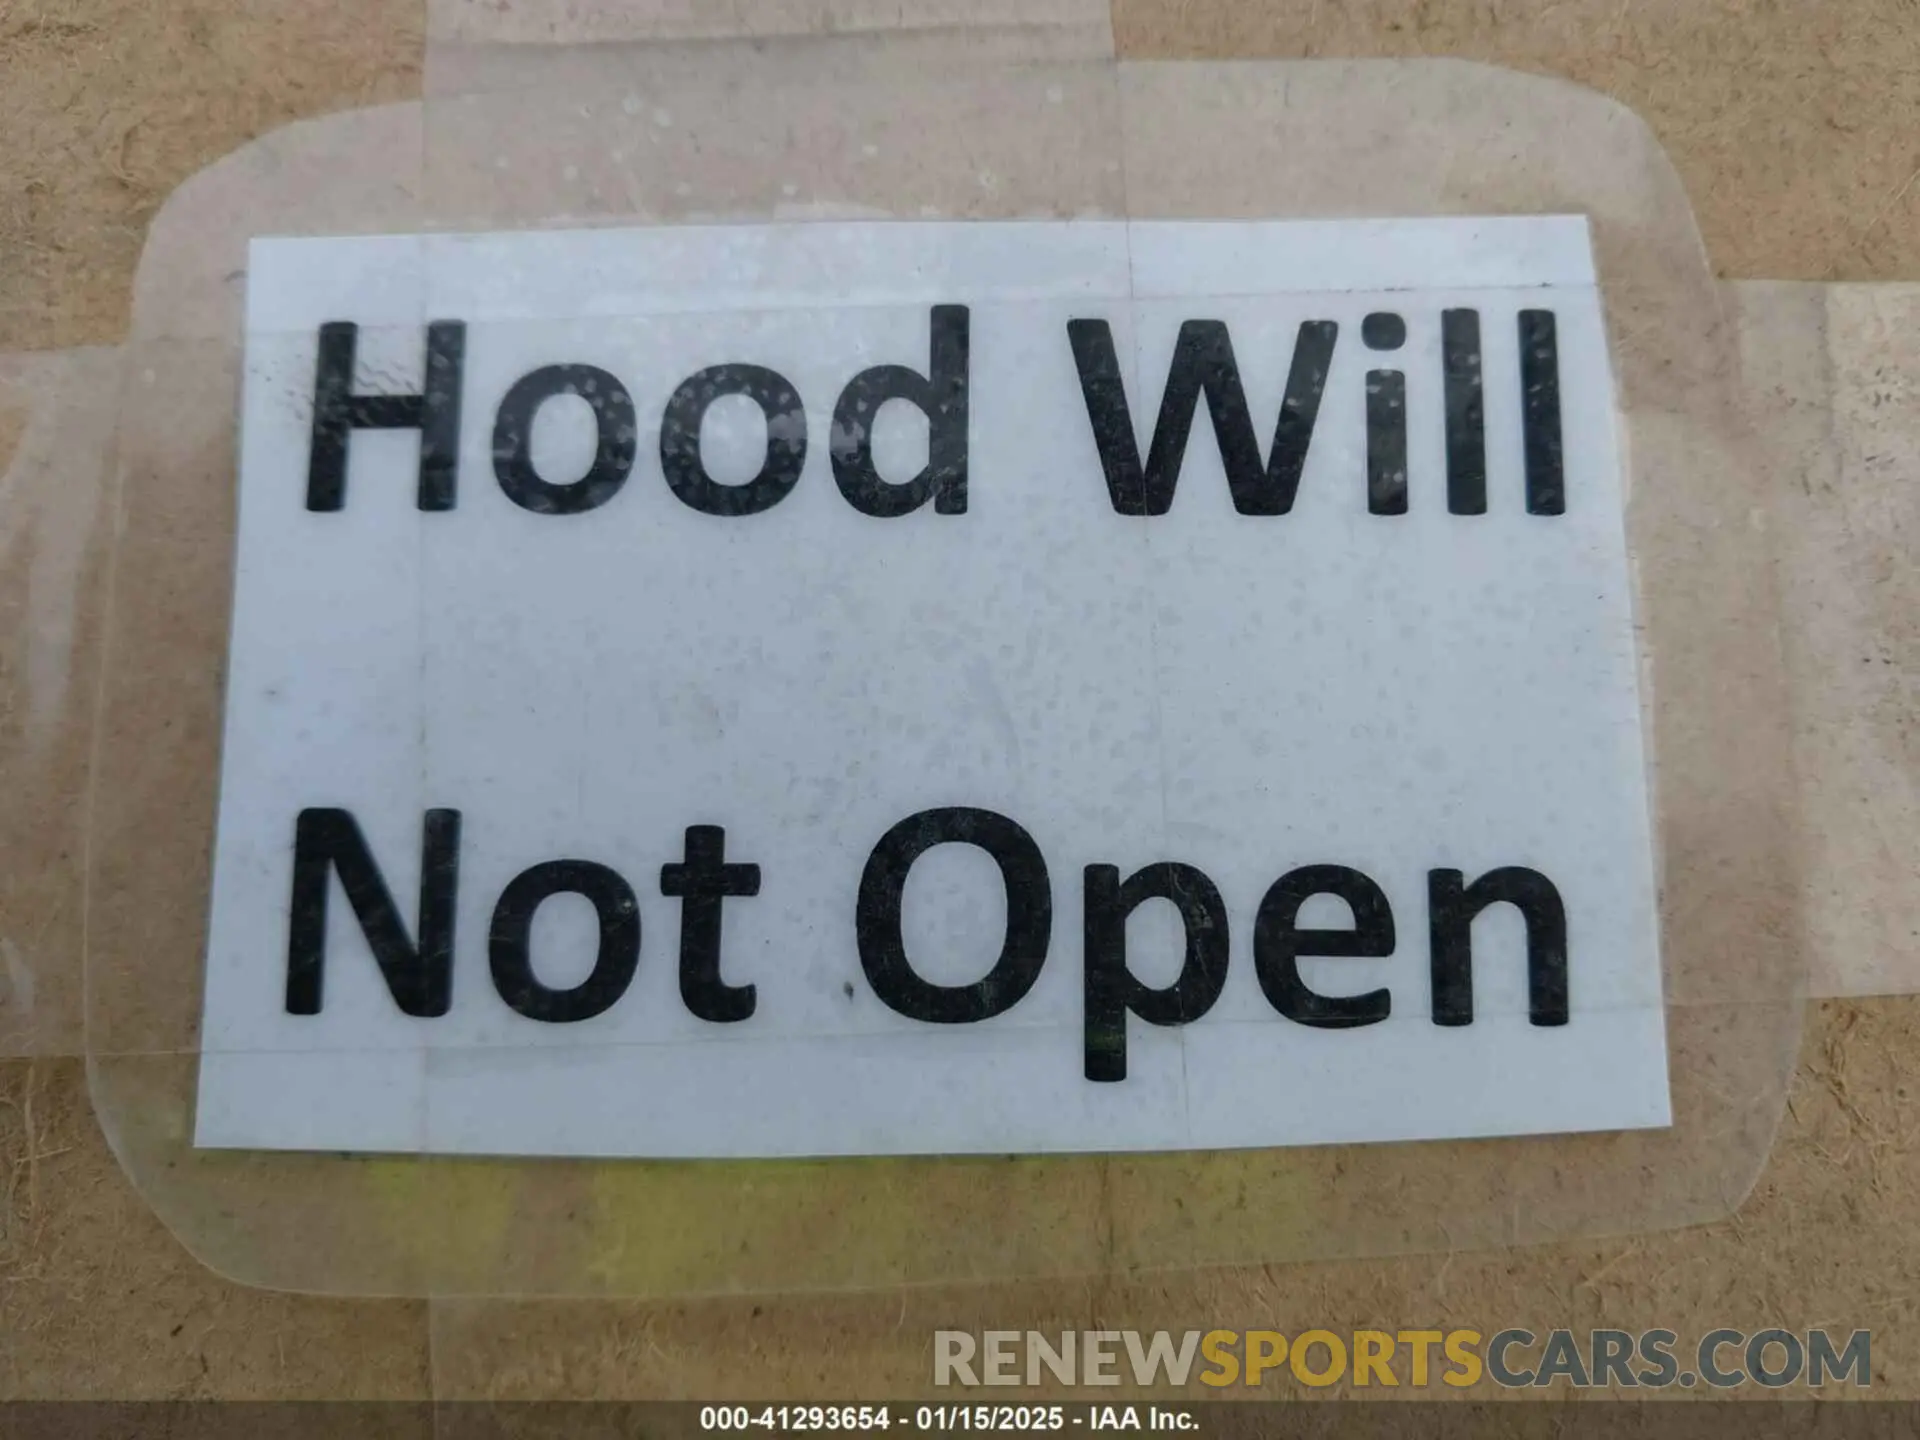 Hood Will
Not Open
RENEWSPORTSCARS.COM
000-41293654 - 01/15/2025 - IAA Inc.